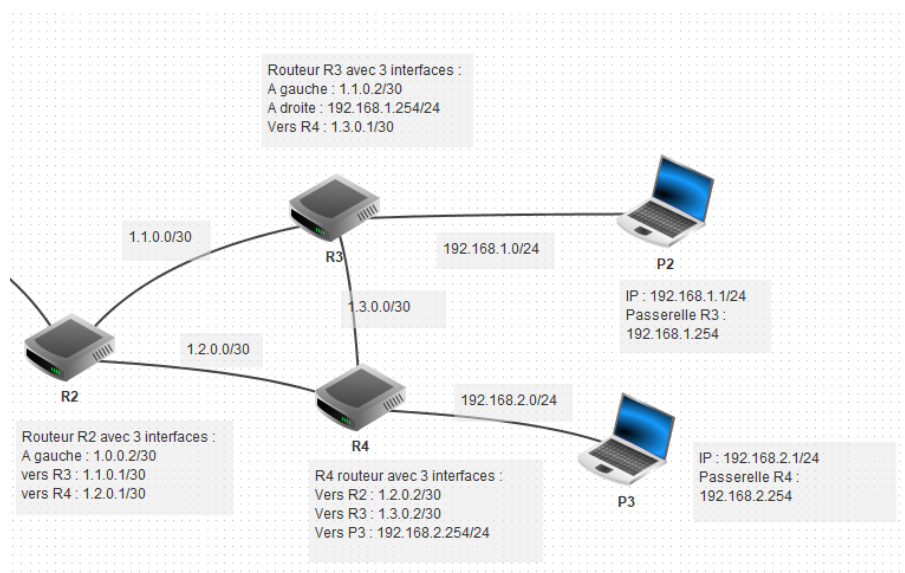 Routeur R3 avec 3 interfaces :
A gauche : 1.1.0.2/30
A droite : 192.168.1.254/24
Vers R4 : 1.3.0.1/30
1.1.0.0/30
R3
192.168.1.0/24
P2
IP : 192.168.1.1/24
Passerelle R3 :
192.168.1.254
1.3.0.0/30
1.2.0.0/30
R2
Routeur R2 avec 3 interfaces :
A gauche : 1.0.0.2/30
vers R3 : 1.1.0.1/30
vers R4 : 1.2.0.1/30
192.168.2.0/24
R4
R4 routeur avec 3 interfaces :
Vers R2 : 1.2.0.2/30
Vers R3 : 1.3.0.2/30
Vers P3 : 192.168.2.254/24
P3
IP : 192.168.2.1/24
Passerelle R4 :
192.168.2.254